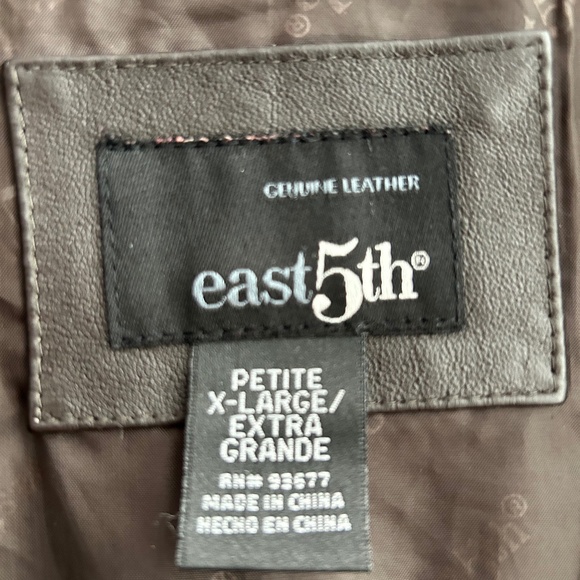 GENUINE LEATHER
east5th®
PETITE
X-LARGE/
EXTRA
GRANDE
RN# 93677
MADE IN CHINA
HECHO EN CHINA